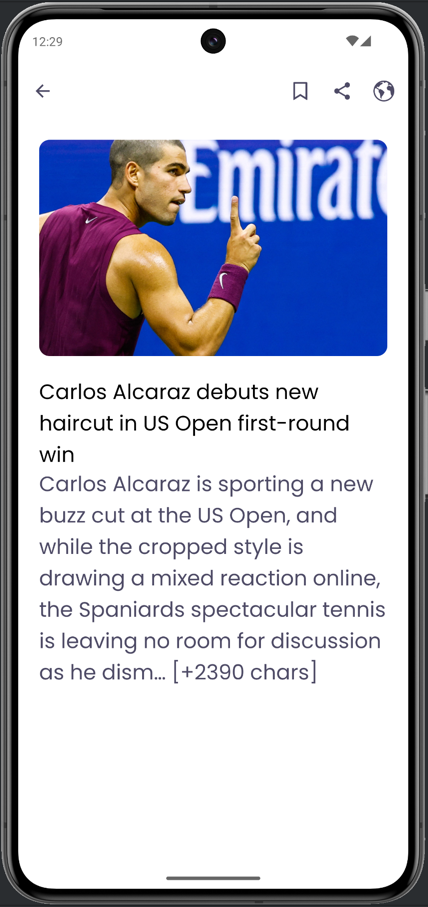 12:29
Emirate
Carlos Alcaraz debuts new
haircut in US Open first-round
win
Carlos Alcaraz is sporting a new
buzz cut at the US Open, and
while the cropped style is
drawing a mixed reaction online,
the Spaniards spectacular tennis
is leaving no room for discussion
as he dism... [+2390 chars]